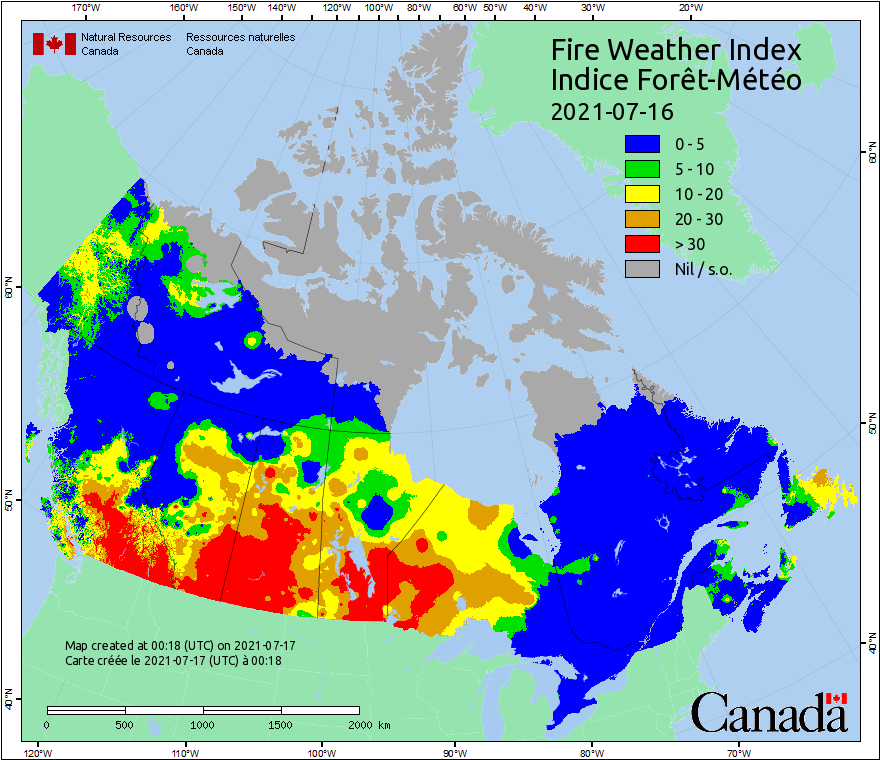 170°W 160°W 150°W 140°W 120°W 100°W 80°W 60°W 50°W 40°W 30°W 20°W
Natural Resources Ressources naturelles
Canada Canada
Fire Weather Index
Indice Forêt-Météo
2021-07-16
0 - 5
5 - 10
10 - 20
20 - 30
> 30
Nil / s.o.
60°N
60°N
50°N
50°N
40°N
40°N
Map created at 00:18 (UTC) on 2021-07-17
Carte créée le 2021-07-17 (UTC) à 00:18
0 500 1000 1500 2000 km
Canada
120°W 110°W 100°W 90°W 80°W 70°W